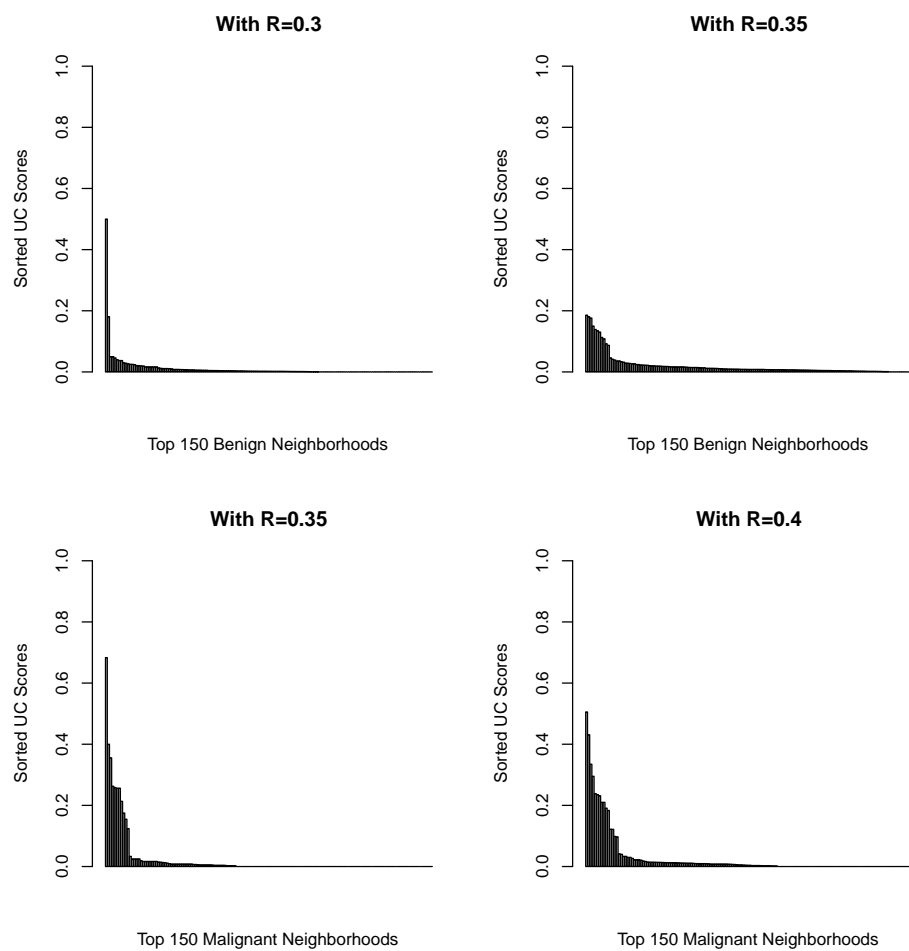 With R=0.3
Sorted UC Scores
0.0 0.2 0.4 0.6 0.8 1.0
Top 150 Benign Neighborhoods
With R=0.35
Sorted UC Scores
0.0 0.2 0.4 0.6 0.8 1.0
Top 150 Benign Neighborhoods
With R=0.35
Sorted UC Scores
0.0 0.2 0.4 0.6 0.8 1.0
Top 150 Malignant Neighborhoods
With R=0.4
Sorted UC Scores
0.0 0.2 0.4 0.6 0.8 1.0
Top 150 Malignant Neighborhoods